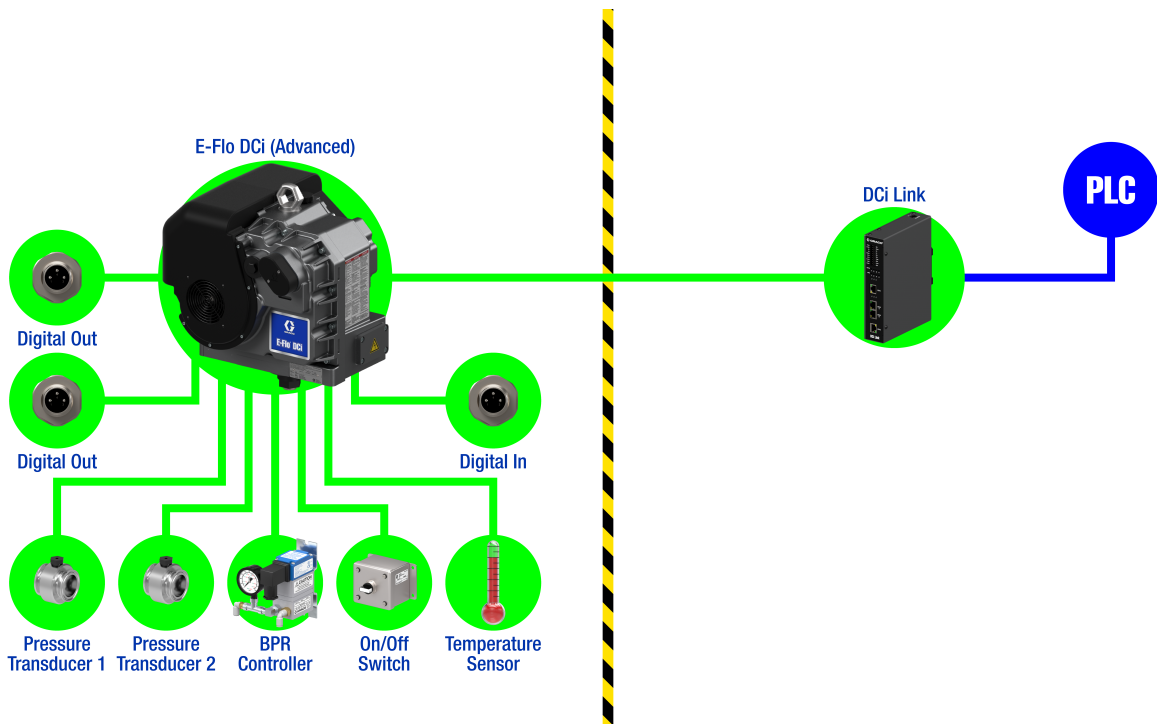 E-Flo DCi (Advanced)
DCi Link
PLC
E-Flo® DCi
Digital Out
Digital Out
Digital In
Pressure
Transducer 1
Pressure
Transducer 2
BPR
Controller
On/Off
Switch
Temperature
Sensor